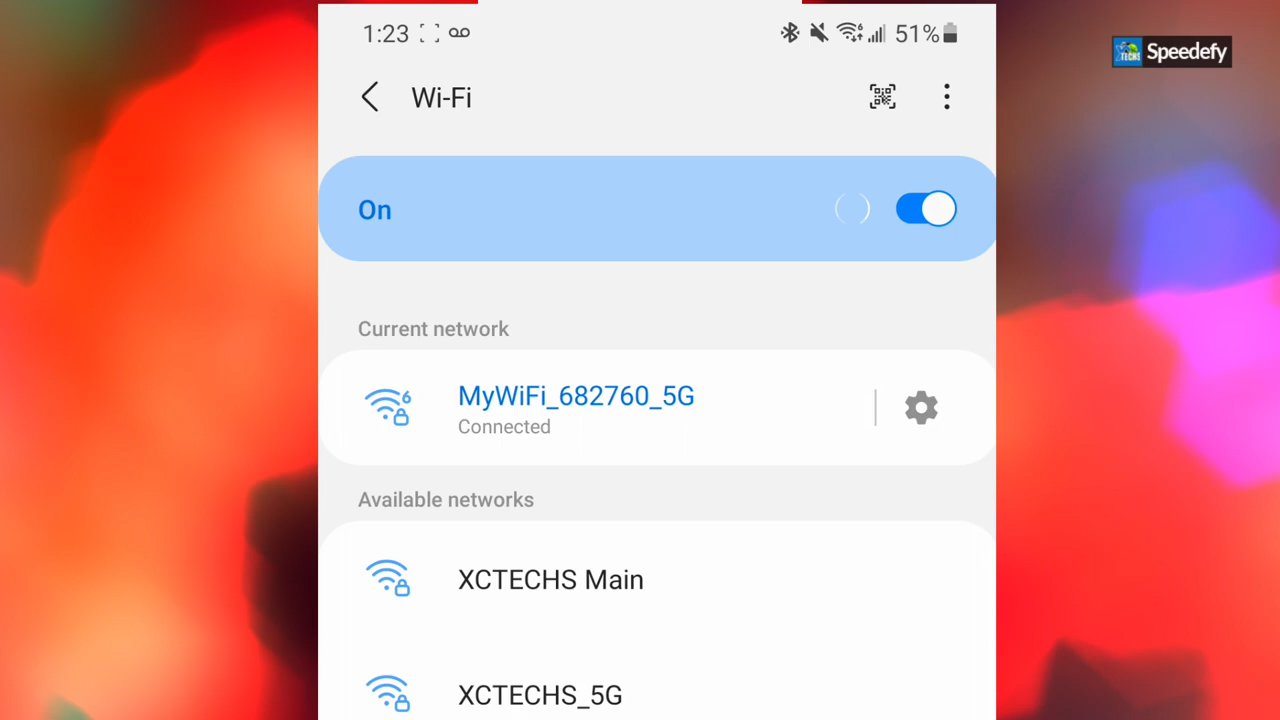 1:23
51%
Speedefy
Wi-Fi
On
Current network
MyWiFi_682760_5G
Connected
Available networks
XCTECHS Main
XCTECHS_5G